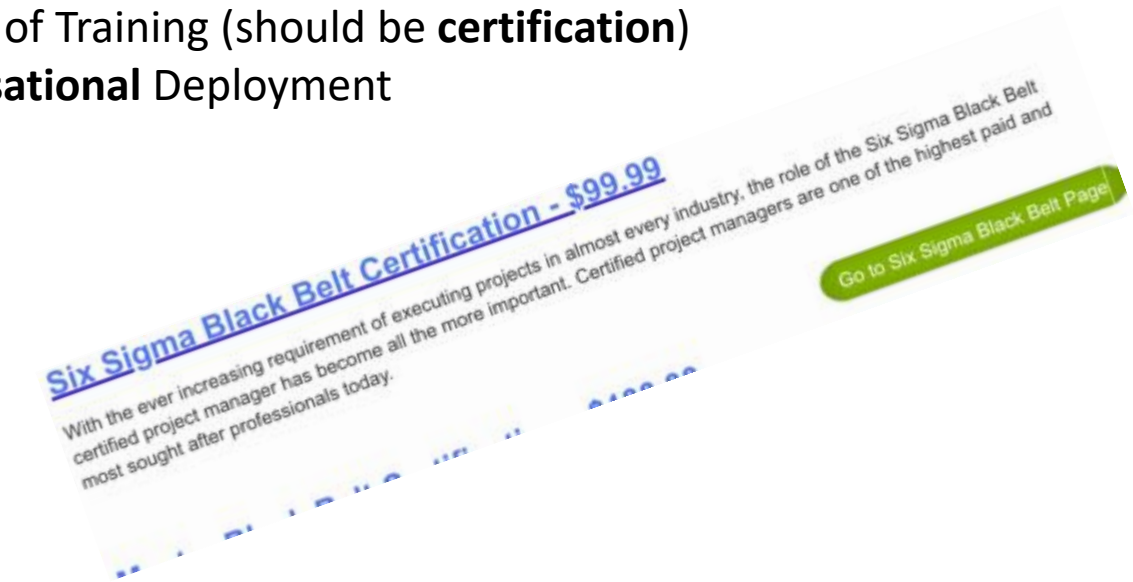 of Training (should be certification)
Deployment
Six Sigma Black Belt Certification - $99.99
With the ever increasing requirement of executing projects in almost every industry, the role of the Six Sigma Black Belt
certified project manager has become all the more important. Certified project managers are one of the highest paid and
most sought after professionals today.
Go to Six Sigma Black Belt Page